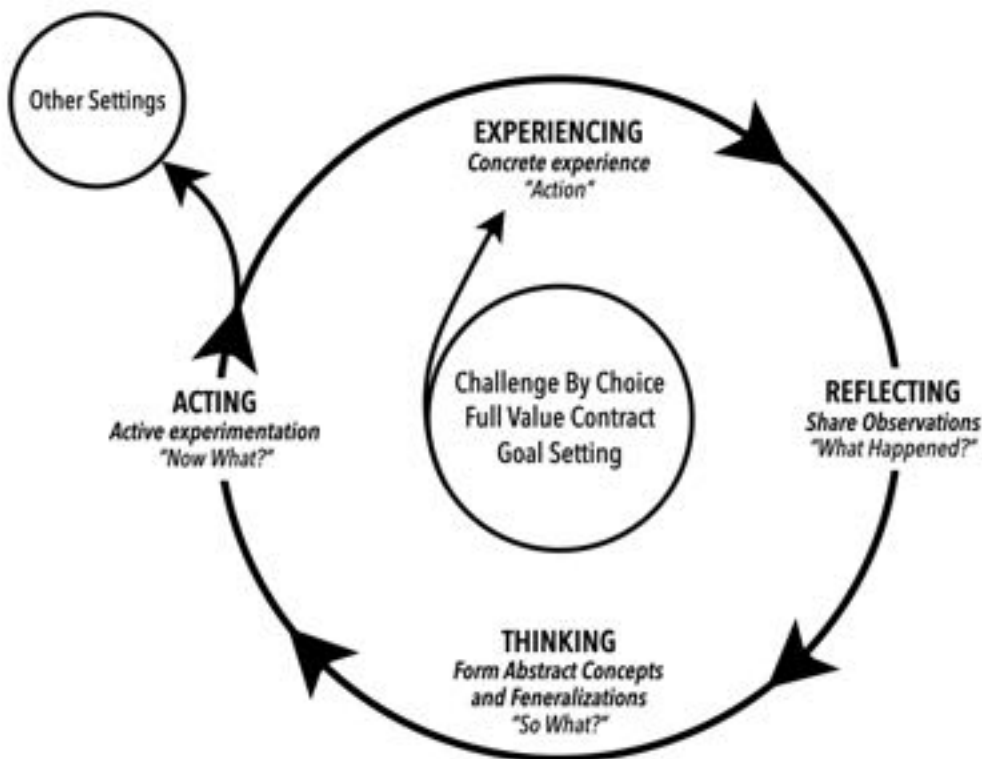 Other Settings
EXPERIENCING
Concrete experience
"Action"
Challenge By Choice
Full Value Contract
Goal Setting
ACTING
Active experimentation
"Now What?"
REFLECTING
Share Observations
"What Happened?"
THINKING
Form Abstract Concepts
and Feneralizations
"So What?"